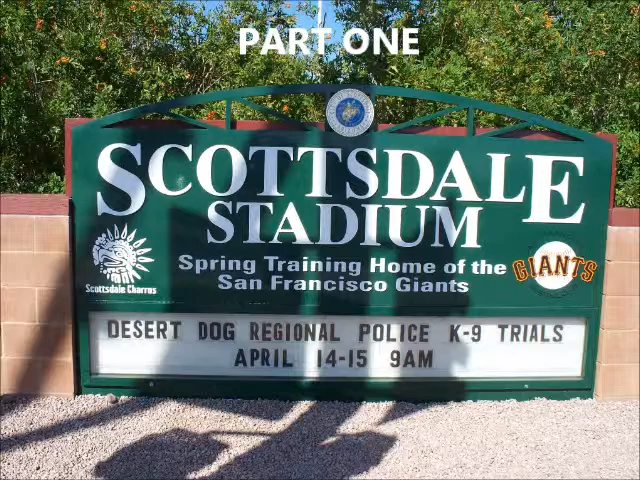 PART ONE
SCOTTSDALE
STADIUM
Spring Training Home of the
San Francisco Giants
Scottsdale Charros
GIANTS
DESERT DOG REGIONAL POLICE K-9 TRIALS
APRIL 14-15 9AM